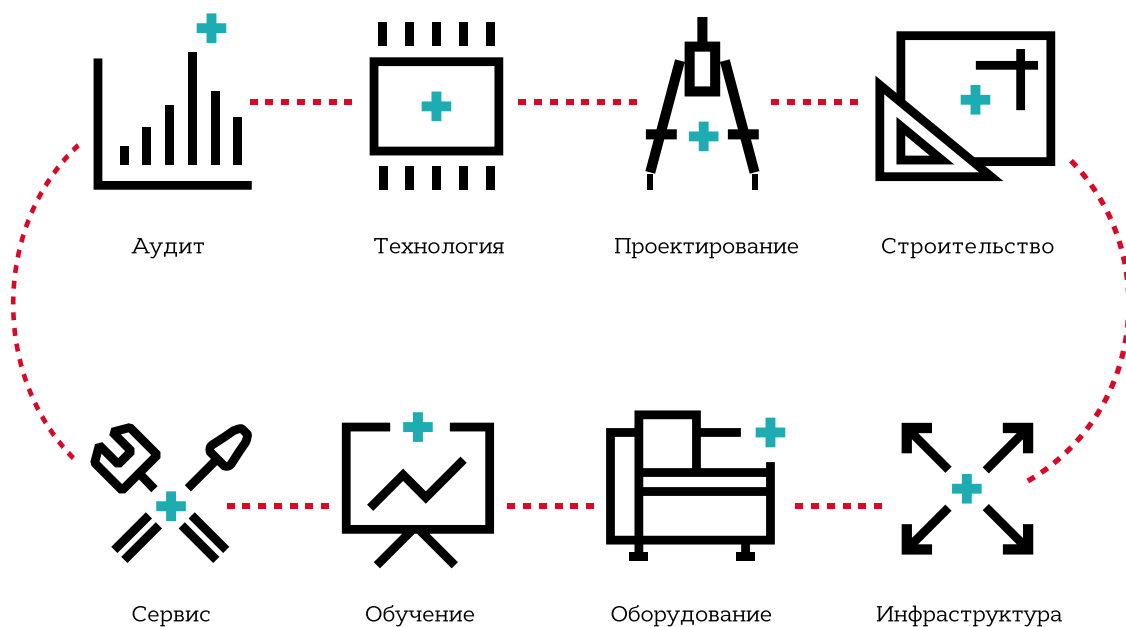 Аудит
Технология
Проектирование
Строительство
Сервис
Обучение
Оборудование
Инфраструктура